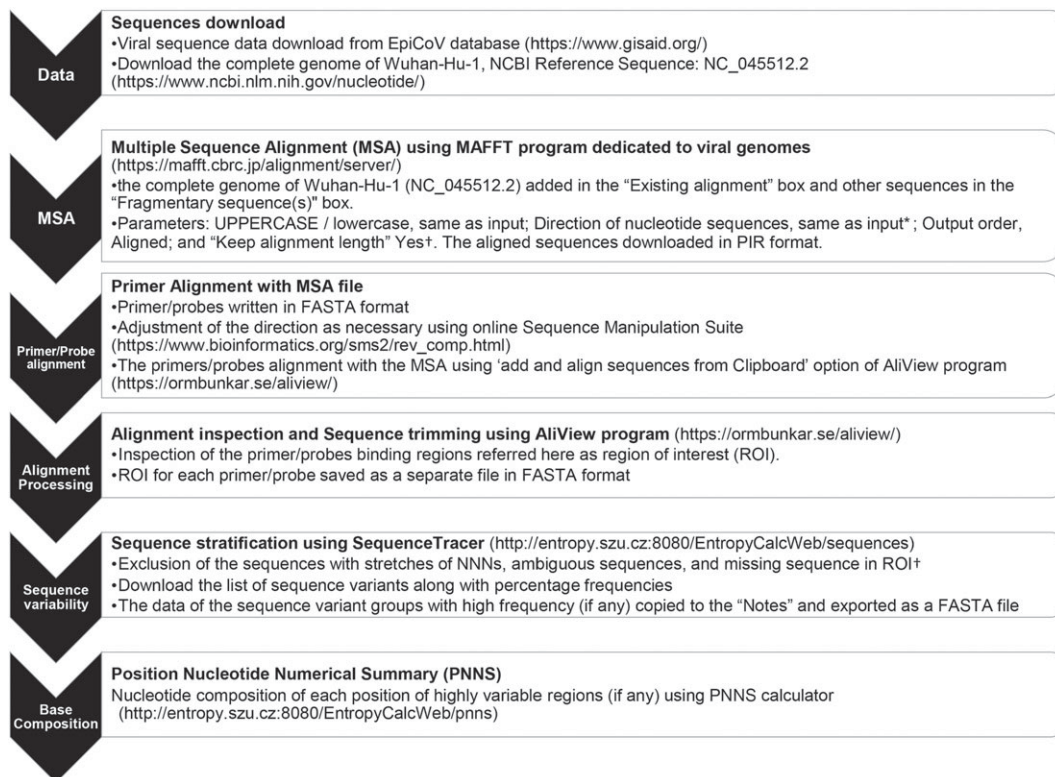 Data
Sequences download
•Viral sequence data download from EpiCoV database (https://www.gisaid.org/)
•Download the complete genome of Wuhan-Hu-1, NCBI Reference Sequence: NC_045512.2
(https://www.ncbi.nlm.nih.gov/nucleotide/)
MSA
Multiple Sequence Alignment (MSA) using MAFFT program dedicated to viral genomes
(https://mafft.cbrc.jp/alignment/server/)
•the complete genome of Wuhan-Hu-1 (NC_045512.2) added in the “Existing alignment” box and other sequences in the
“Fragmentary sequence(s)" box.
•Parameters: UPPERCASE / lowercase, same as input; Direction of nucleotide sequences, same as input*; Output order,
Aligned; and “Keep alignment length” Yes†. The aligned sequences downloaded in PIR format.
Primer/Probe
alignment
Primer Alignment with MSA file
•Primer/probes written in FASTA format
•Adjustment of the direction as necessary using online Sequence Manipulation Suite
(https://www.bioinformatics.org/sms2/rev_comp.html)
•The primers/probes alignment with the MSA using ‘add and align sequences from Clipboard’ option of AliView program
(https://ormbunkar.se/aliview/)
Alignment
Processing
Alignment inspection and Sequence trimming using AliView program (https://ormbunkar.se/aliview/)
•Inspection of the primer/probes binding regions referred here as region of interest (ROI).
•ROI for each primer/probe saved as a separate file in FASTA format
Sequence
variability
Sequence stratification using SequenceTracer (http://entropy.szu.cz:8080/EntropyCalcWeb/sequences)
•Exclusion of the sequences with stretches of NNNs, ambiguous sequences, and missing sequence in ROI†
•Download the list of sequence variants along with percentage frequencies
•The data of the sequence variant groups with high frequency (if any) copied to the “Notes” and exported as a FASTA file
Base
Composition
Position Nucleotide Numerical Summary (PNNS)
Nucleotide composition of each position of highly variable regions (if any) using PNNS calculator
(http://entropy.szu.cz:8080/EntropyCalcWeb/pnns)